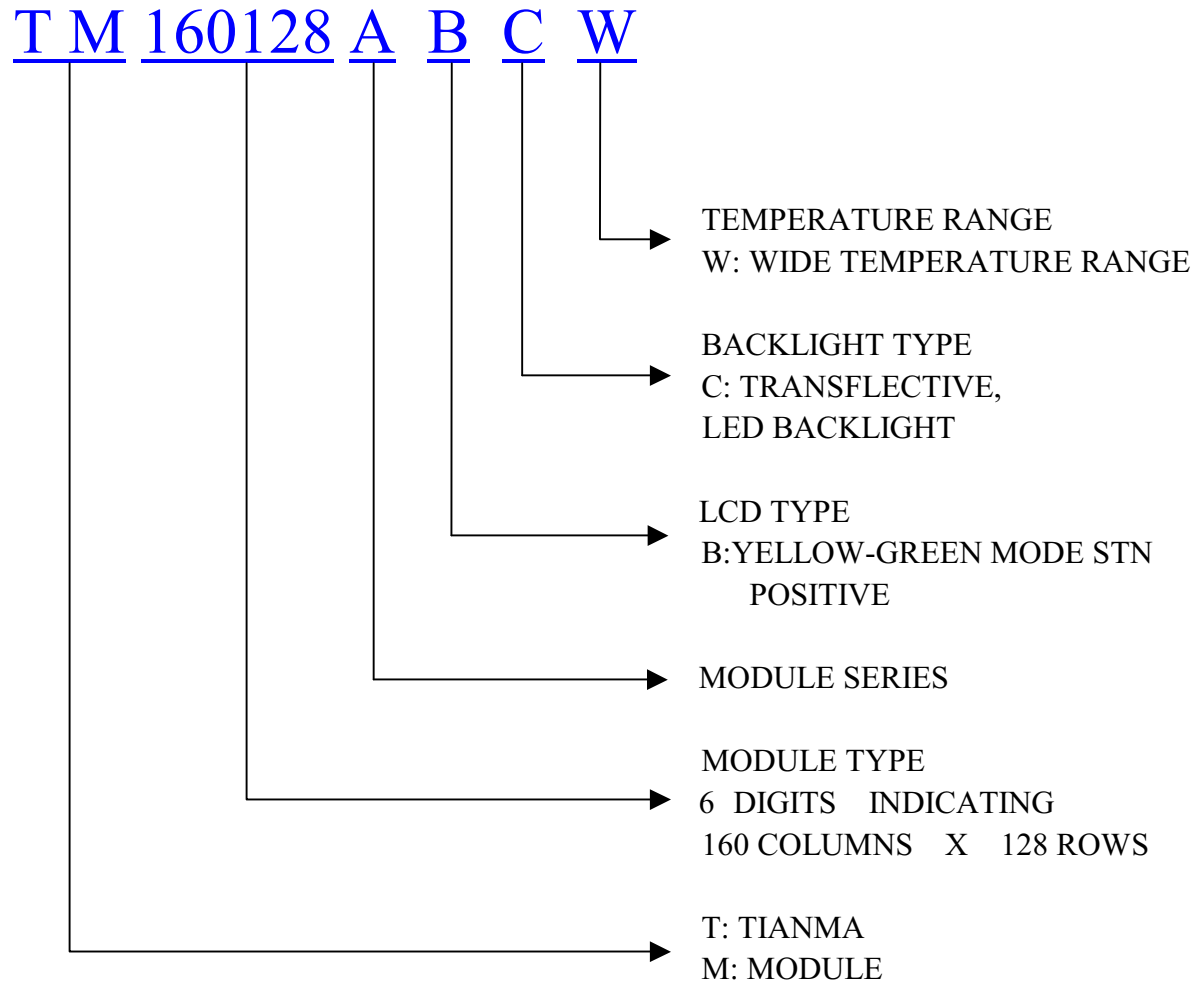 T M 160128 A B C W
TEMPERATURE RANGE
W: WIDE TEMPERATURE RANGE
BACKLIGHT TYPE
C: TRANSFLECTIVE,
LED BACKLIGHT
LCD TYPE
B:YELLOW-GREEN MODE STN
POSITIVE
MODULE SERIES
MODULE TYPE
6 DIGITS INDICATING
160 COLUMNS X 128 ROWS
T: TIANMA
M: MODULE